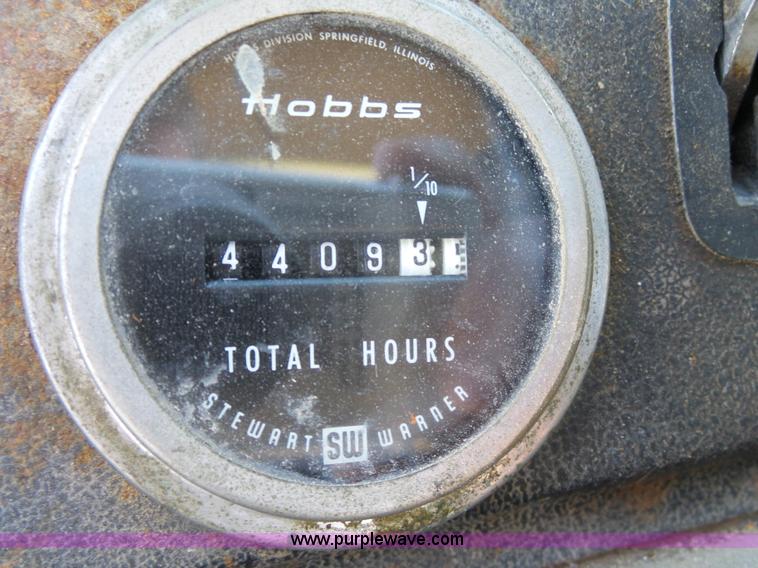 HOBBS DIVISION SPRINGFIELD, ILLINOIS
Hobbs
1/10
4 4 0 9 3
TOTAL HOURS
STEWART SW WARNER
www.purplewave.com